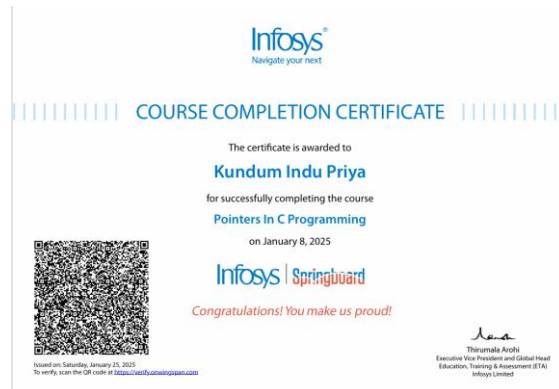 Infosys®
Navigate your next
COURSE COMPLETION CERTIFICATE
The certificate is awarded to
Kundum Indu Priya
for successfully completing the course
Pointers In C Programming
on January 8, 2025
Infosys | Springboard
Congratulations! You make us proud!
Issued on: Saturday, January 25, 2025
To verify, scan the QR code at https://verify.onwingspan.com
Thirumala Arohi
Executive Vice President and Global Head
Education, Training & Assessment (ETA)
Infosys Limited